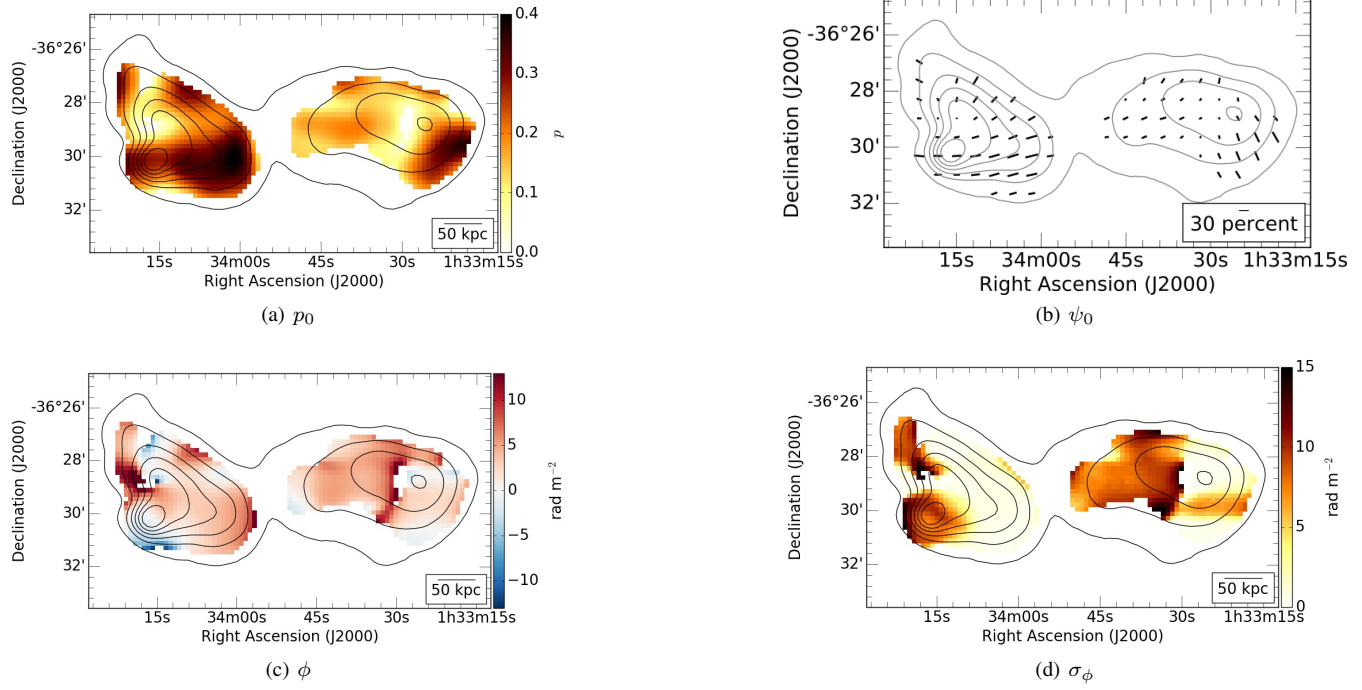 0.4
-36°26'
0.3
28'
0.2
p
30'
0.1
32'
50 kpc
0.0
15s 34m00s 45s 30s 1h33m15s
Right Ascension (J2000)
Declination (J2000)
(a) p₀
-36°26'
28'
30'
32'
30 percent
15s 34m00s 45s 30s 1h33m15s
Right Ascension (J2000)
Declination (J2000)
(b) ψ₀
10
-36°26'
5
28'
0
rad m⁻²
30'
−5
32'
−10
50 kpc
15s 34m00s 45s 30s 1h33m15s
Right Ascension (J2000)
Declination (J2000)
(c) ϕ
15
-36°26'
10
28'
rad m⁻²
30'
5
32'
50 kpc
0
15s 34m00s 45s 30s 1h33m15s
Right Ascension (J2000)
Declination (J2000)
(d) σ_ϕ